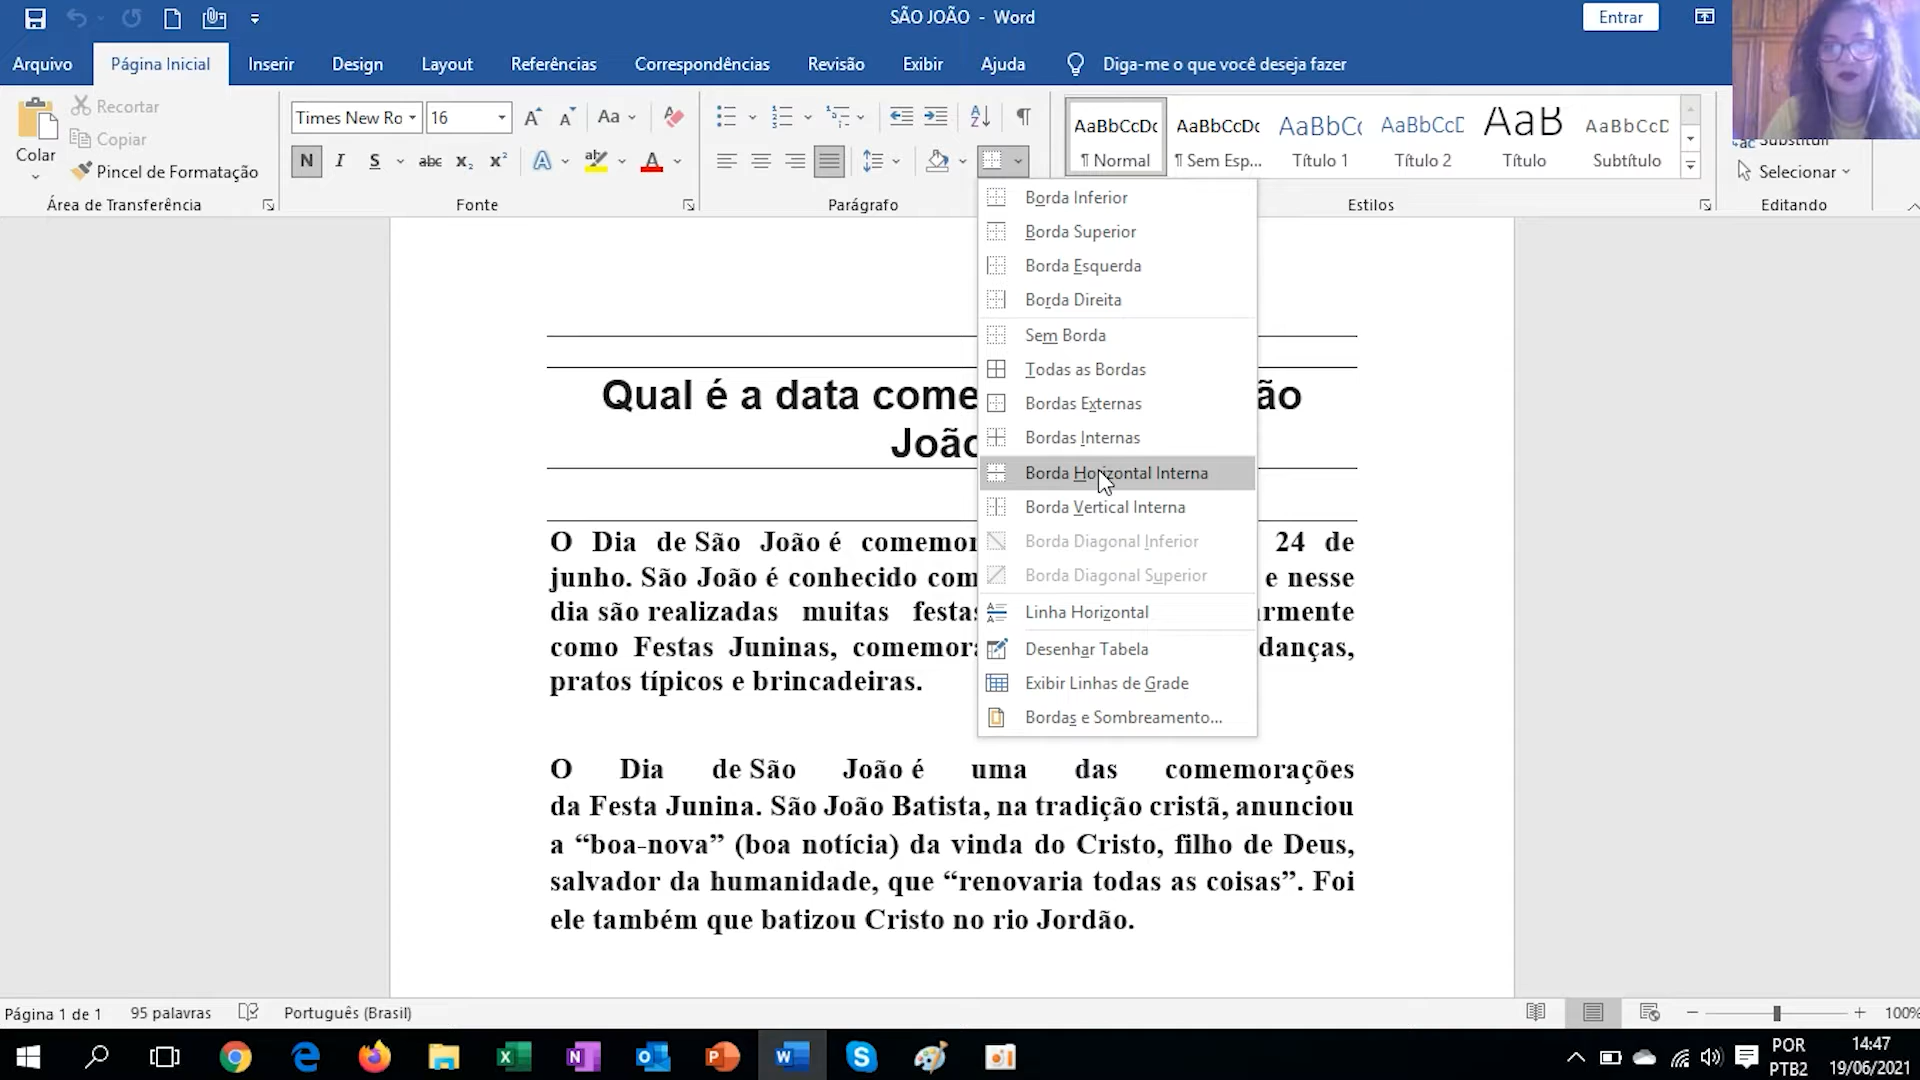 SÃO JOÃO - Word
Entrar
Arquivo
Página Inicial
Inserir
Design
Layout
Referências
Correspondências
Revisão
Exibir
Ajuda
Diga-me o que você deseja fazer
Colar
Recortar
Copiar
Pincel de Formatação
Área de Transferência
Times New Ro
16
Aa
N I S abc x₂ x²
A
Fonte
Parágrafo
AaBbCcDc
¶ Normal
AaBbCcDc
¶ Sem Esp...
AaBbCc
Título 1
AaBbCcE
Título 2
AaB
Título
AaBbCcD
Subtítulo
Estilos
Substituir
Selecionar
Editando
Borda Inferior
Borda Superior
Borda Esquerda
Borda Direita
Sem Borda
Todas as Bordas
Bordas Externas
Bordas Internas
Borda Horizontal Interna
Borda Vertical Interna
Borda Diagonal Inferior
Borda Diagonal Superior
Linha Horizontal
Desenhar Tabela
Exibir Linhas de Grade
Bordas e Sombreamento...
Qual é a data come ão
João
O Dia de São João é comemor 24 de
junho. São João é conhecido com e nesse
dia são realizadas muitas festas armente
como Festas Juninas, comemora danças,
pratos típicos e brincadeiras.
O Dia de São João é uma das comemorações
da Festa Junina. São João Batista, na tradição cristã, anunciou
a “boa-nova” (boa notícia) da vinda do Cristo, filho de Deus,
salvador da humanidade, que “renovaria todas as coisas”. Foi
ele também que batizou Cristo no rio Jordão.
Página 1 de 1
95 palavras
Português (Brasil)
100%
POR
PTB2
14:47
19/06/2021